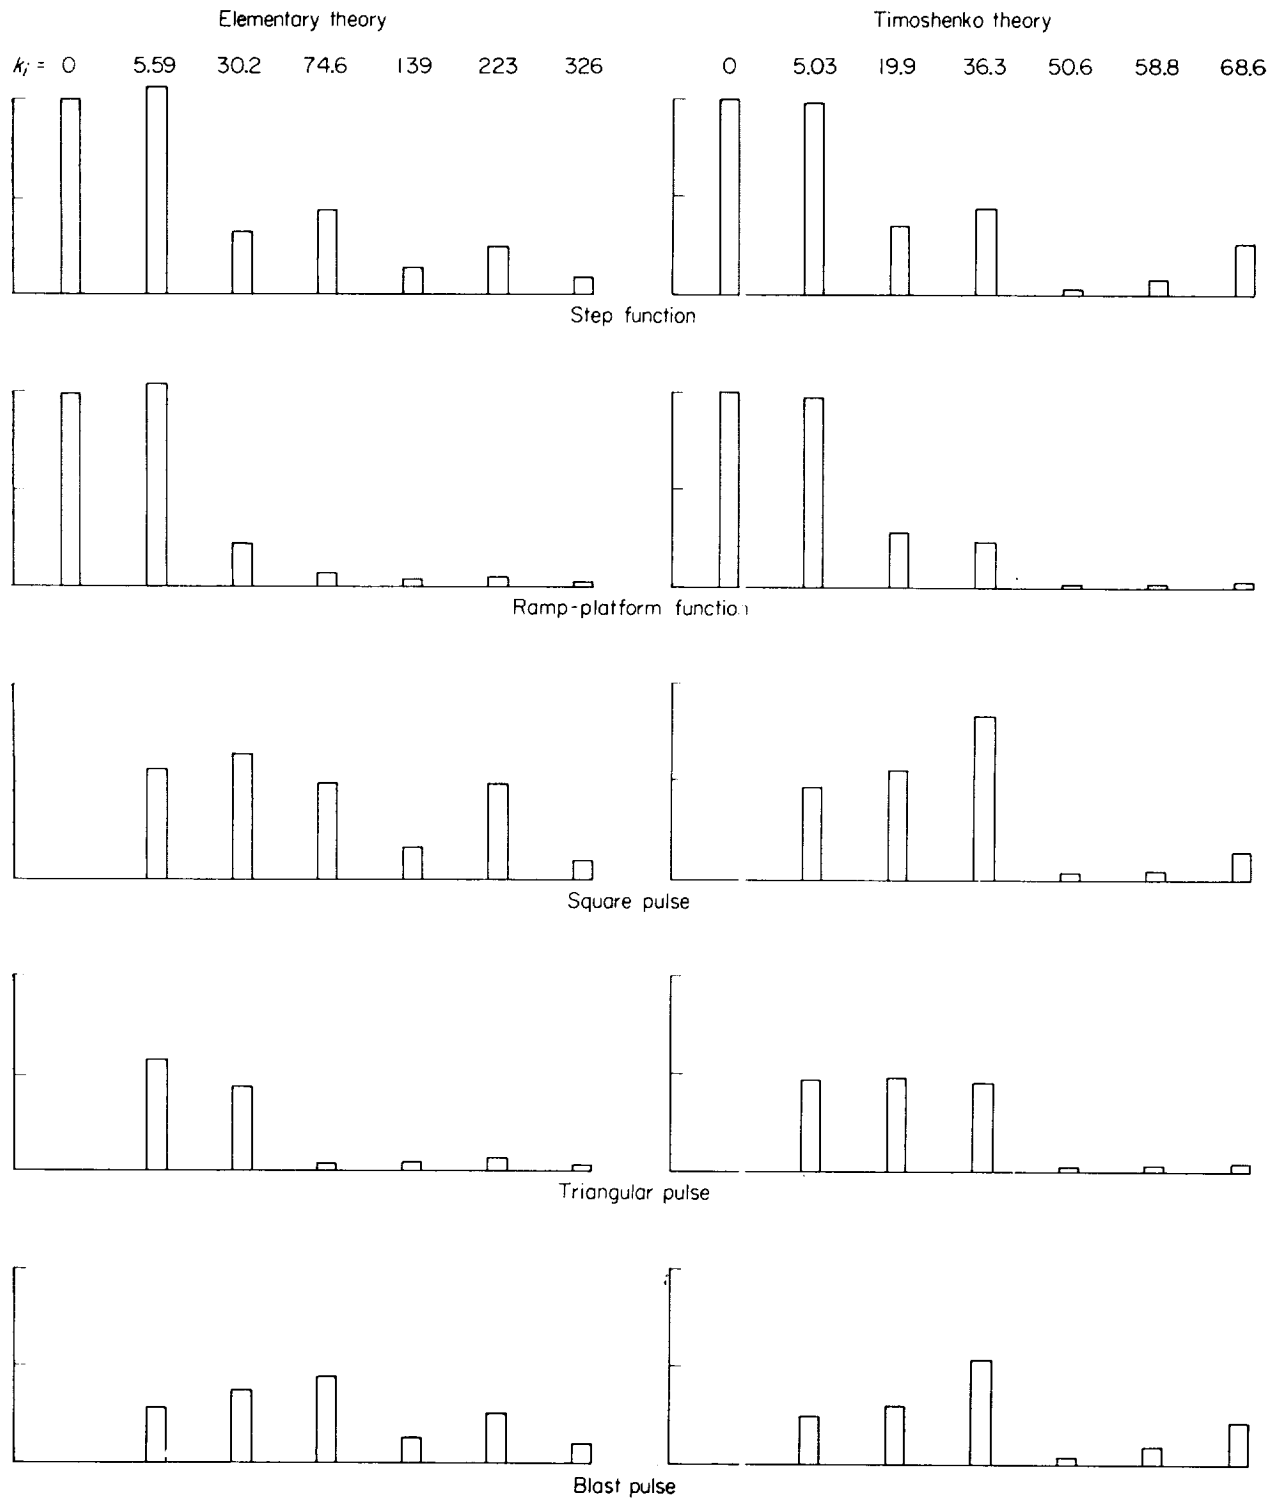 Elementary theory
Timoshenko theory
ki = 0 5.59 30.2 74.6 139 223 326
0 5.03 19.9 36.3 50.6 58.8 68.6
Step function
Ramp-platform function
Square pulse
Triangular pulse
Blast pulse